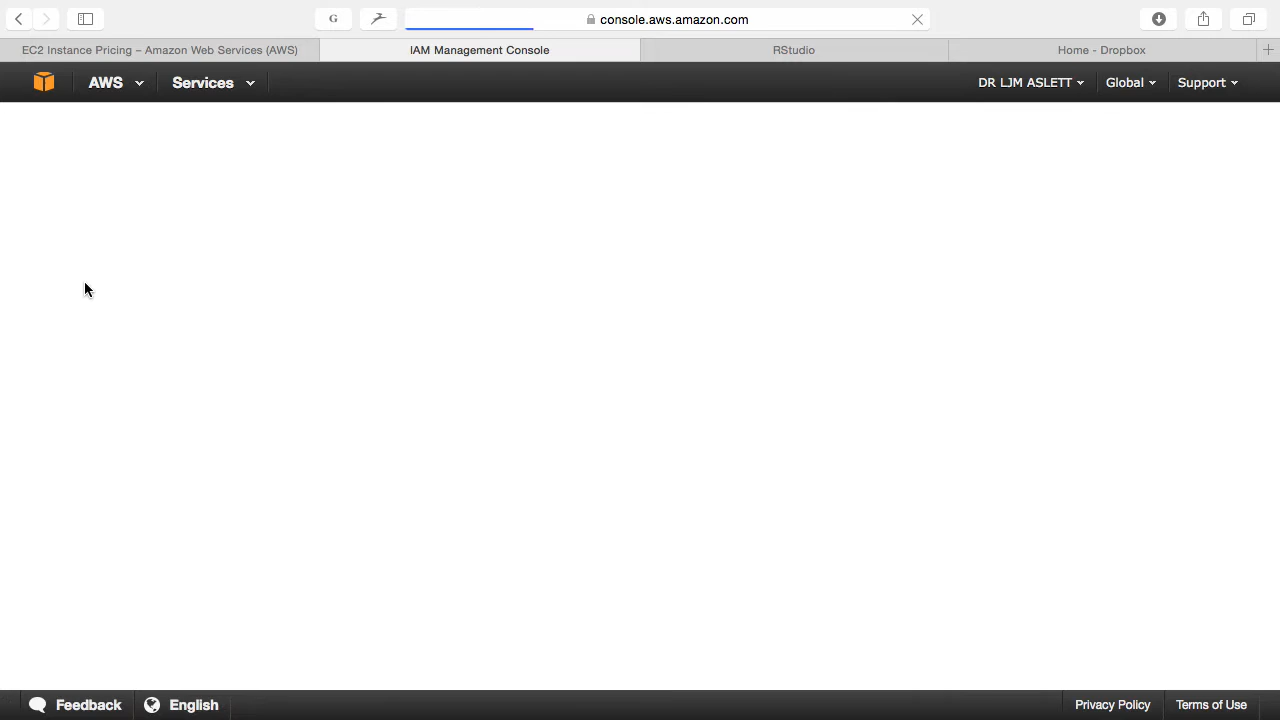 G
console.aws.amazon.com
EC2 Instance Pricing – Amazon Web Services (AWS)
IAM Management Console
RStudio
Home - Dropbox
AWS
Services
DR LJM ASLETT
Global
Support
Feedback
English
Privacy Policy
Terms of Use